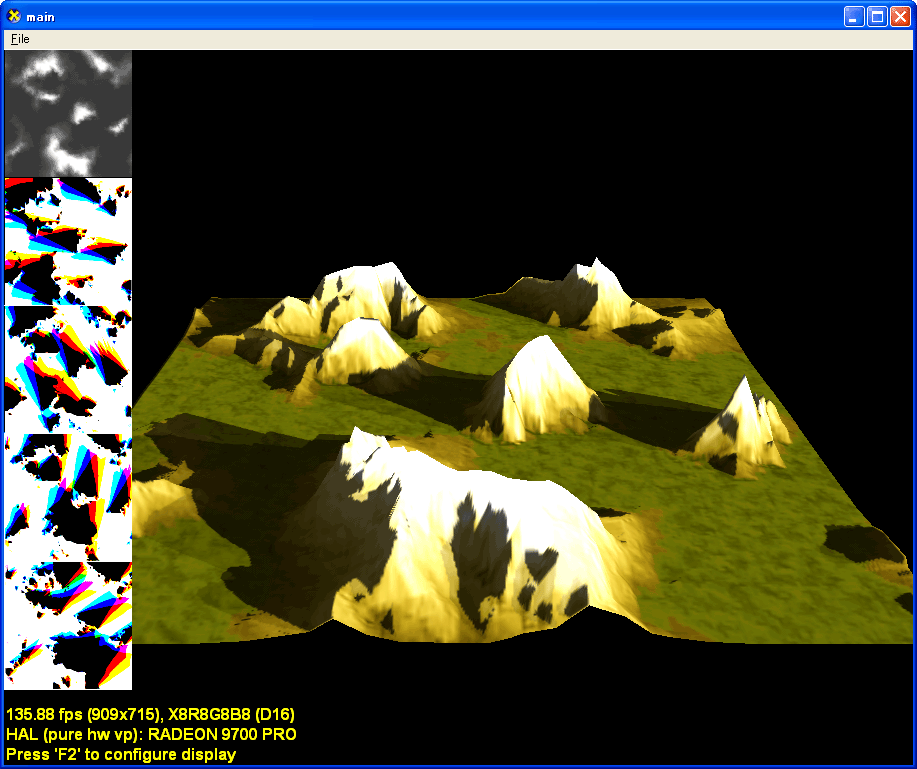 main
File
135.88 fps (909x715), X8R8G8B8 (D16)
HAL (pure hw vp): RADEON 9700 PRO
Press 'F2' to configure display